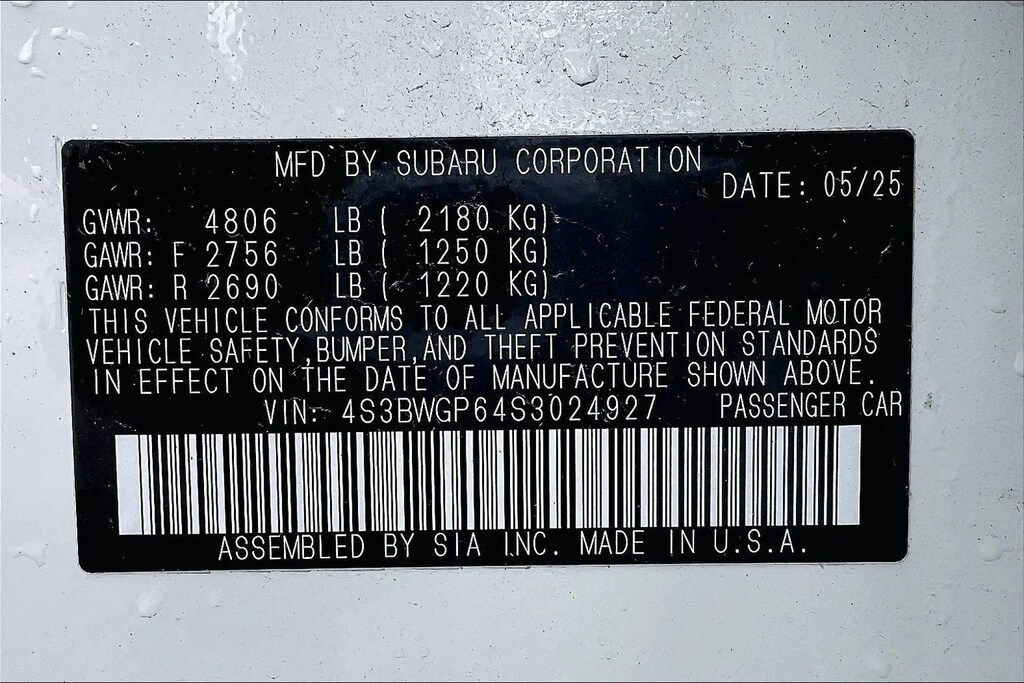 MFD BY SUBARU CORPORATION
DATE: 05/25
GVWR: 4806 LB ( 2180 KG)
GAWR: F 2756 LB ( 1250 KG)
GAWR: R 2690 LB ( 1220 KG)
THIS VEHICLE CONFORMS TO ALL APPLICABLE FEDERAL MOTOR
VEHICLE SAFETY,BUMPER,AND THEFT PREVENTION STANDARDS
IN EFFECT ON THE DATE OF MANUFACTURE SHOWN ABOVE.
VIN: 4S3BWGP64S3024927 PASSENGER CAR
ASSEMBLED BY SIA INC. MADE IN U.S.A.